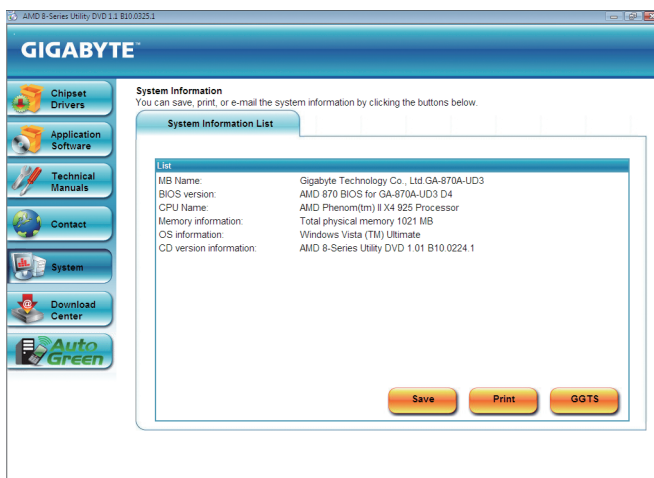 AMD 8-Series Utility DVD 1.1 B10.0325.1
GIGABYTE™
Chipset
Drivers
Application
Software
Technical
Manuals
Contact
System
Download
Center
Auto
Green
System Information
You can save, print, or e-mail the system information by clicking the buttons below.
System Information List
List
MB Name: Gigabyte Technology Co., Ltd.GA-870A-UD3
BIOS version: AMD 870 BIOS for GA-870A-UD3 D4
CPU Name: AMD Phenom(tm) II X4 925 Processor
Memory information: Total physical memory 1021 MB
OS information: Windows Vista (TM) Ultimate
CD version information: AMD 8-Series Utility DVD 1.01 B10.0224.1
Save Print GGTS